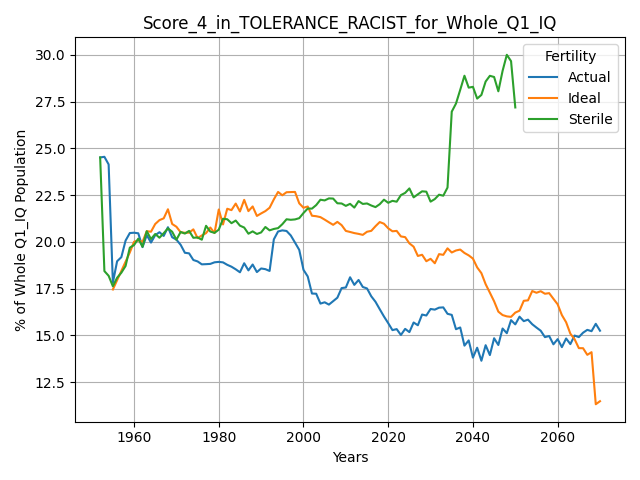 Score_4_in_TOLERANCE_RACIST_for_Whole_Q1_IQ
% of Whole Q1_IQ Population
30.0
27.5
25.0
22.5
20.0
17.5
15.0
12.5
Fertility
Actual
Ideal
Sterile
1960
1980
2000
2020
2040
2060
Years